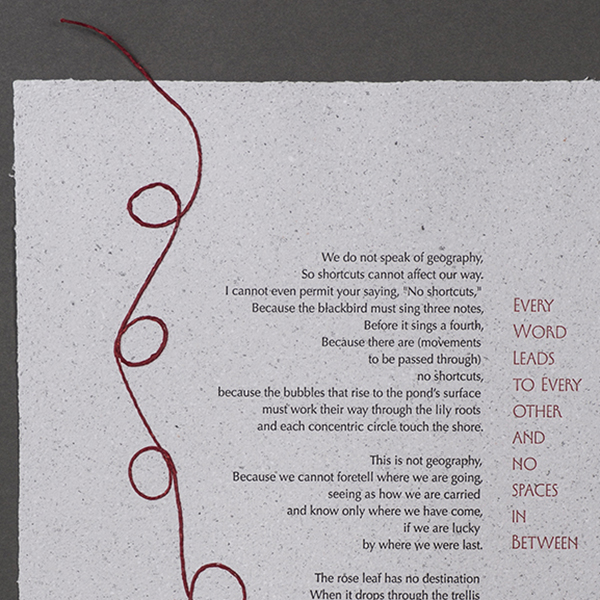 We do not speak of geography,
So shortcuts cannot affect our way.
I cannot even permit your saying, "No shortcuts,"
Because the blackbird must sing three notes,
Before it sings a fourth,
Because there are (movements
to be passed through)
no shortcuts,
because the bubbles that rise to the pond's surface
must work their way through the lily roots
and each concentric circle touch the shore.
This is not geography,
Because we cannot foretell where we are going,
seeing as how we are carried
and know only where we have come,
if we are lucky
by where we were last.
The rose leaf has no destination
When it drops through the trellis
EVERY
WORD
LEADS
TO EVERY
OTHER
AND
NO
SPACES
IN
BETWEEN